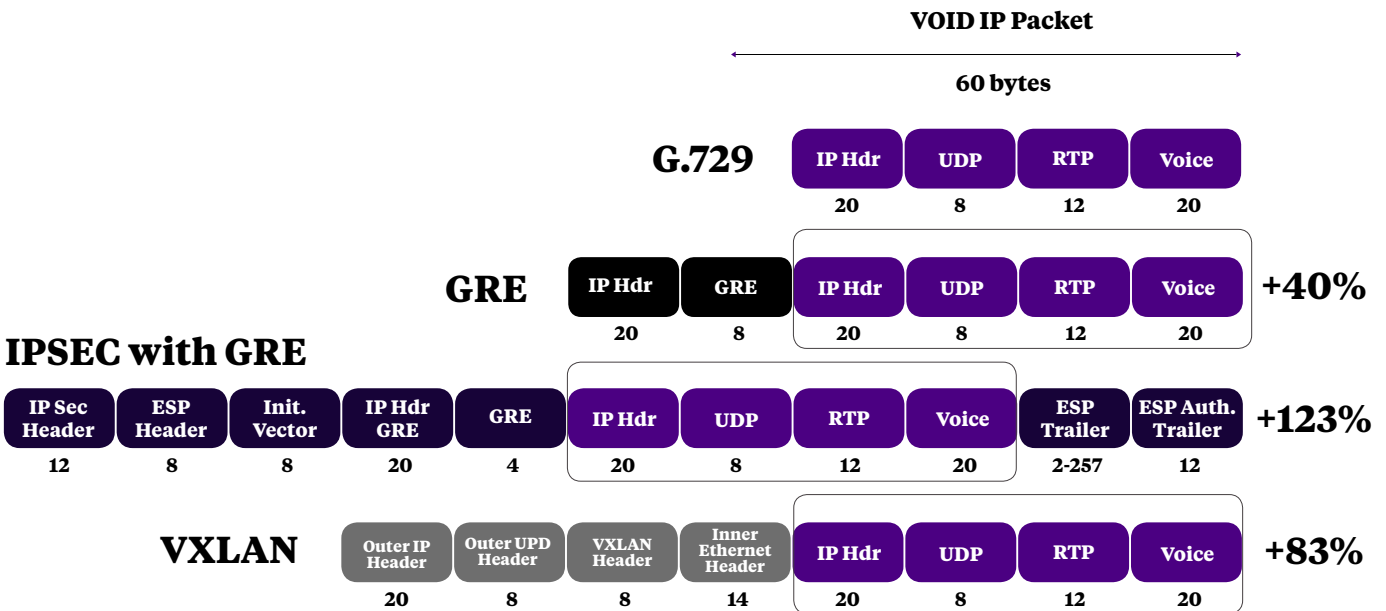 VOID IP Packet
60 bytes
G.729
IP Hdr UDP RTP Voice
20 8 12 20
GRE
IP Hdr GRE IP Hdr UDP RTP Voice
+40%
20 8 20 8 12 20
IPSEC with GRE
IP Sec
Header
ESP
Header
Init.
Vector
IP Hdr
GRE
GRE
IP Hdr
UDP
RTP
Voice
ESP
Trailer
ESP Auth.
Trailer
+123%
12 8 8 20 4 20 8 12 20 2-257 12
VXLAN
Outer IP
Header
Outer UPD
Header
VXLAN
Header
Inner
Ethernet
Header
IP Hdr
UDP
RTP
Voice
+83%
20 8 8 14 20 8 12 20